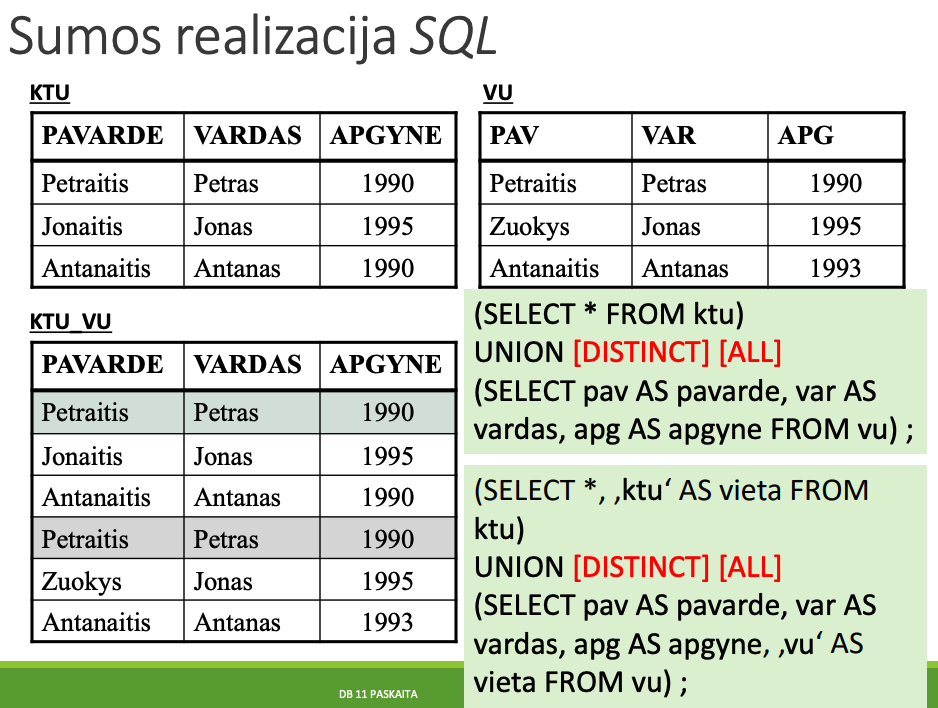 Sumos realizacija SQL
KTU
PAVARDE VARDAS APGYNE
Petraitis Petras 1990
Jonaitis Jonas 1995
Antanaitis Antanas 1990
VU
PAV VAR APG
Petraitis Petras 1990
Zuokys Jonas 1995
Antanaitis Antanas 1993
KTU_VU
PAVARDE VARDAS APGYNE
Petraitis Petras 1990
Jonaitis Jonas 1995
Antanaitis Antanas 1990
Petraitis Petras 1990
Zuokys Jonas 1995
Antanaitis Antanas 1993
(SELECT * FROM ktu)
UNION [DISTINCT] [ALL]
(SELECT pav AS pavarde, var AS
vardas, apg AS apgyne FROM vu) ;
(SELECT *, ‚ktu‘ AS vieta FROM
ktu)
UNION [DISTINCT] [ALL]
(SELECT pav AS pavarde, var AS
vardas, apg AS apgyne, ‚vu‘ AS
vieta FROM vu) ;
DB 11 PASKAITA